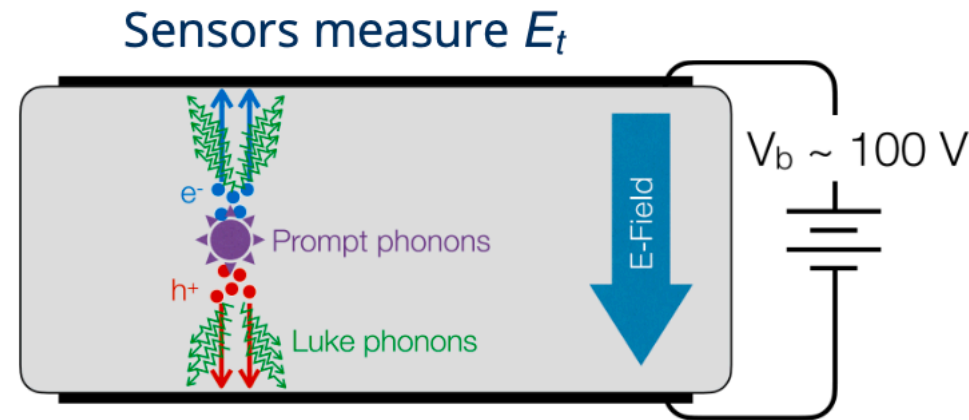 Sensors measure Et
e-
Prompt phonons
h+
Luke phonons
E-Field
Vb ~ 100 V